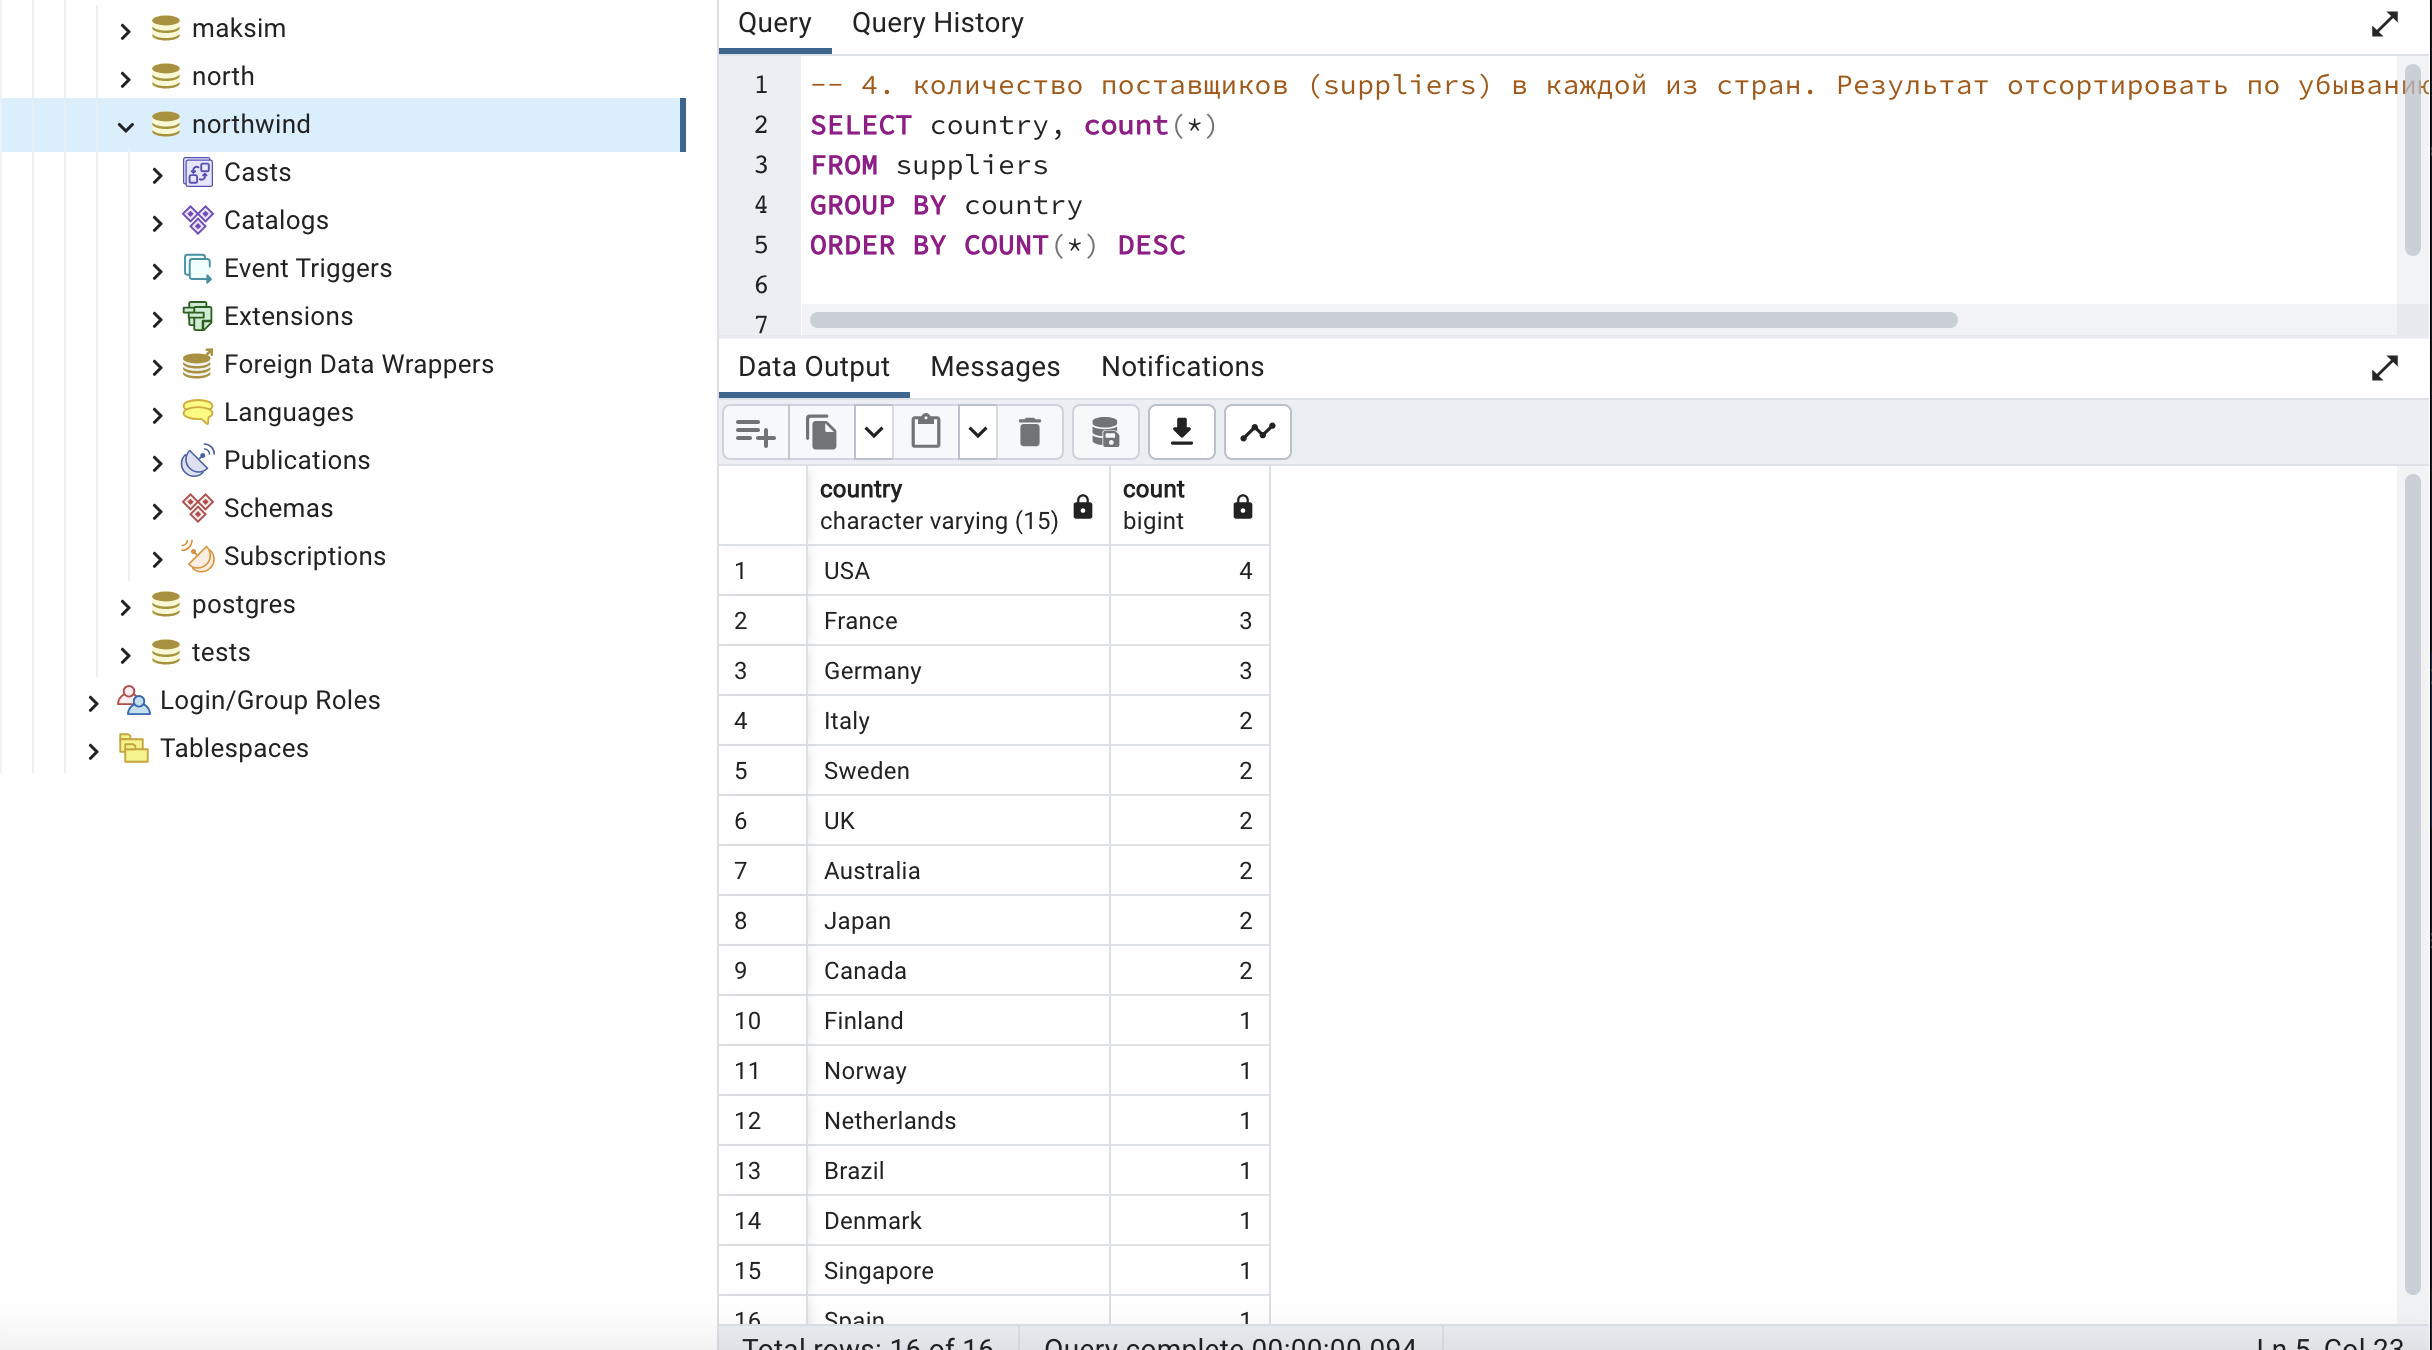 maksim
north
northwind
Casts
Catalogs
Event Triggers
Extensions
Foreign Data Wrappers
Languages
Publications
Schemas
Subscriptions
postgres
tests
Login/Group Roles
Tablespaces
Query Query History
1 -- 4. количество поставщиков (suppliers) в каждой из стран. Результат отсортировать по убыванию
2 SELECT country, count(*)
3 FROM suppliers
4 GROUP BY country
5 ORDER BY COUNT(*) DESC
6
7
Data Output Messages Notifications
country count
character varying (15) bigint
1 USA 4
2 France 3
3 Germany 3
4 Italy 2
5 Sweden 2
6 UK 2
7 Australia 2
8 Japan 2
9 Canada 2
10 Finland 1
11 Norway 1
12 Netherlands 1
13 Brazil 1
14 Denmark 1
15 Singapore 1
16 Spain 1
Total rows: 16 of 16 Query complete 00:00:00.094 Ln 5, Col 23